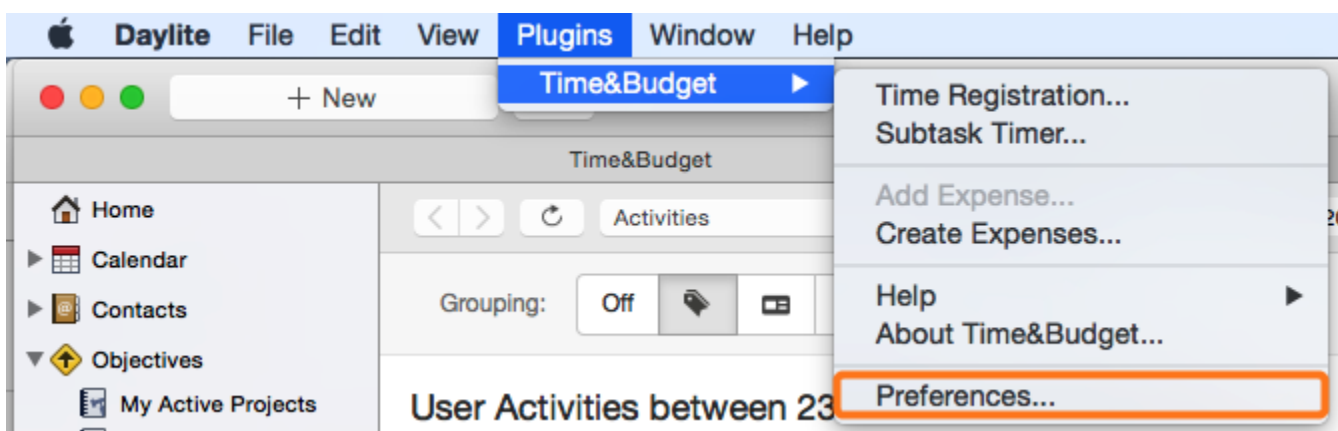 Daylite File Edit View Plugins Window Help
Time&Budget
+ New
Time Registration...
Subtask Timer...
Add Expense...
Create Expenses...
Help
About Time&Budget...
Preferences...
Time&Budget
Home
Calendar
Contacts
Objectives
My Active Projects
Activities
Grouping: Off
User Activities between 23